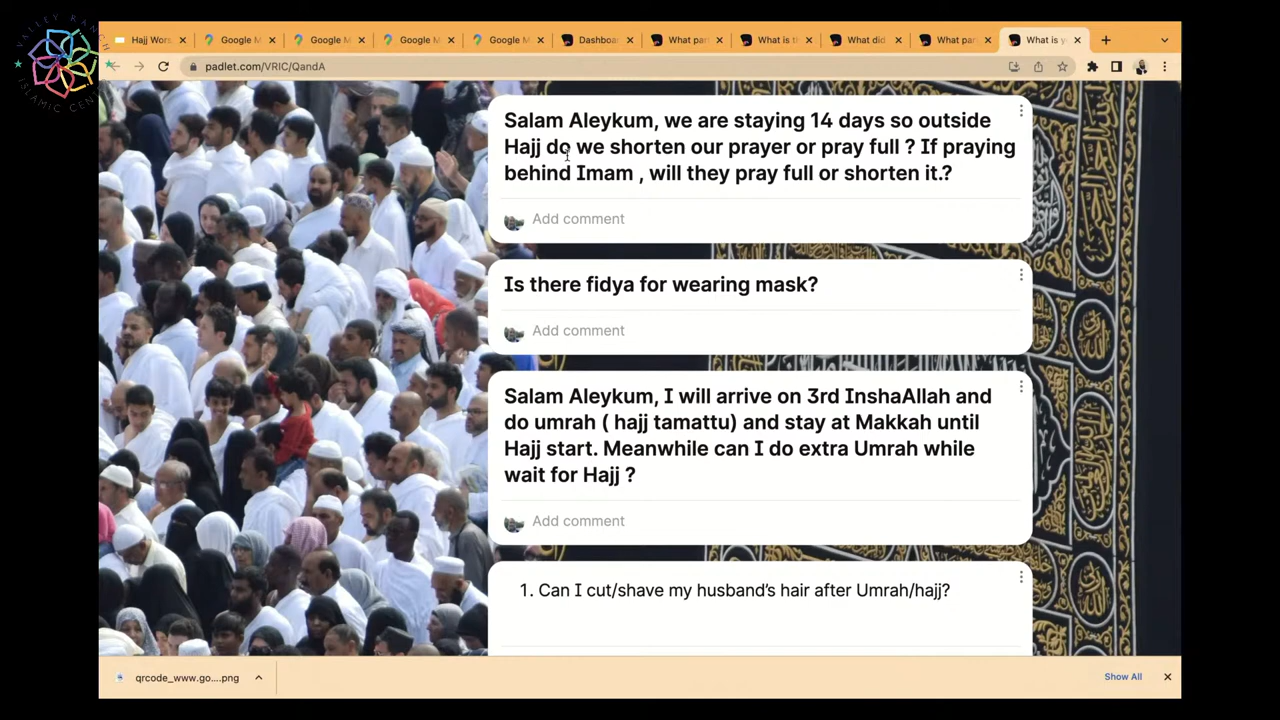 VALLEY RANCH
ISLAMIC CENTER
Hajj Wors
Google M
Google M
Google M
Google M
Dashboa
What par
What is t
What did
What par
What is y
padlet.com/VRIC/QandA
Salam Aleykum, we are staying 14 days so outside
Hajj do we shorten our prayer or pray full ? If praying
behind Imam , will they pray full or shorten it.?
Add comment
Is there fidya for wearing mask?
Add comment
Salam Aleykum, I will arrive on 3rd InshaAllah and
do umrah ( hajj tamattu) and stay at Makkah until
Hajj start. Meanwhile can I do extra Umrah while
wait for Hajj ?
Add comment
1. Can I cut/shave my husband's hair after Umrah/hajj?
qrcode_www.go....png
Show All